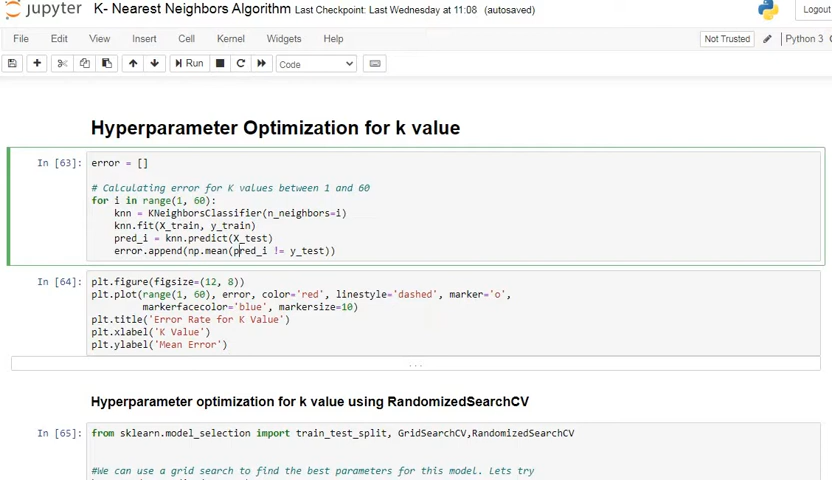 jupyter K- Nearest Neighbors Algorithm Last Checkpoint: Last Wednesday at 11:08 (autosaved) Logout
File Edit View Insert Cell Kernel Widgets Help Not Trusted Python 3
Run Code
Hyperparameter Optimization for k value
In [63]: error = []
# Calculating error for K values between 1 and 60
for i in range(1, 60):
knn = KNeighborsClassifier(n_neighbors=i)
knn.fit(X_train, y_train)
pred_i = knn.predict(X_test)
error.append(np.mean(pred_i != y_test))
In [64]: plt.figure(figsize=(12, 8))
plt.plot(range(1, 60), error, color='red', linestyle='dashed', marker='o',
markerfacecolor='blue', markersize=10)
plt.title('Error Rate for K Value')
plt.xlabel('K Value')
plt.ylabel('Mean Error')
...
Hyperparameter optimization for k value using RandomizedSearchCV
In [65]: from sklearn.model_selection import train_test_split, GridSearchCV,RandomizedSearchCV
#We can use a grid search to find the best parameters for this model. Lets try